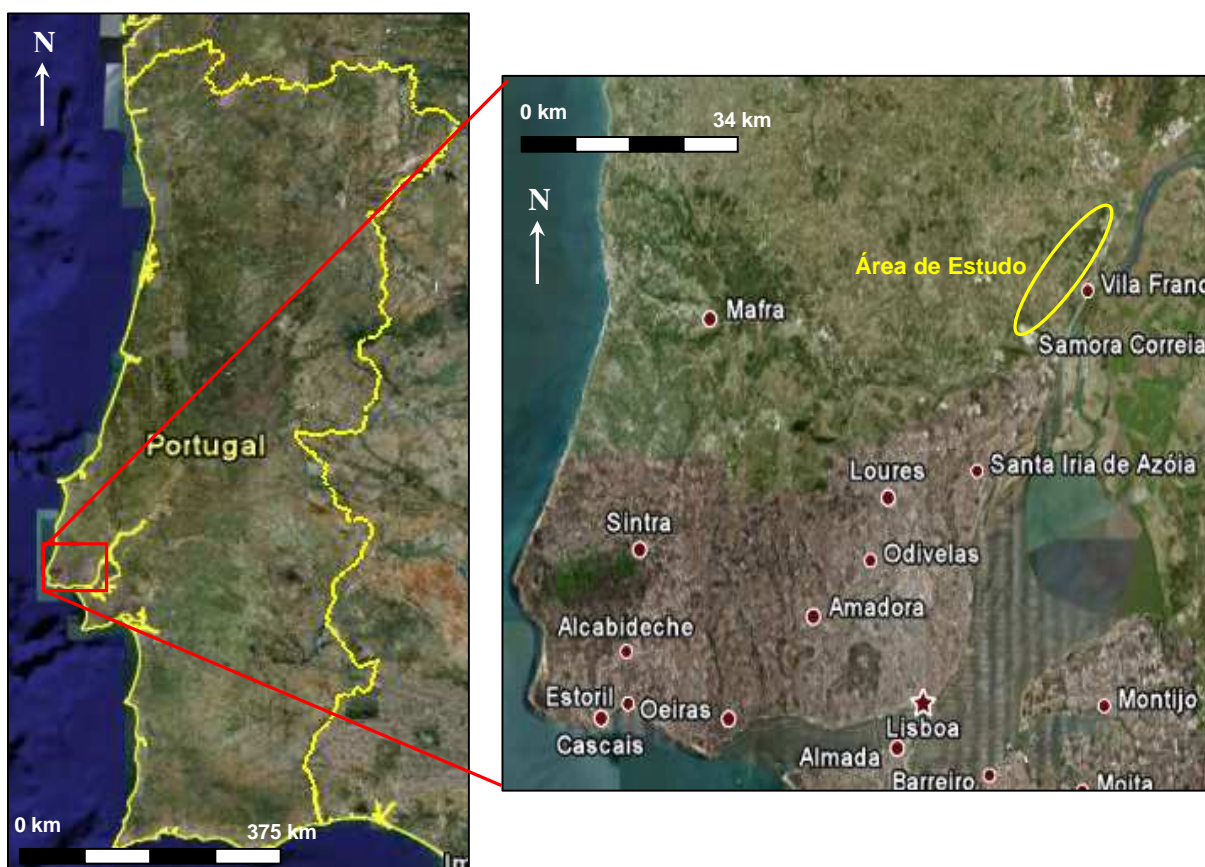 N
Portugal
0 km
375 km
0 km
34 km
N
Área de Estudo
Vila Franc
Mafra
Samora Correia
Santa Iria de Azóia
Loures
Sintra
Odivelas
Amadora
Alcabideche
Estoril
Oeiras
Montijo
Cascais
Lisboa
Almada
Barreiro
Moita